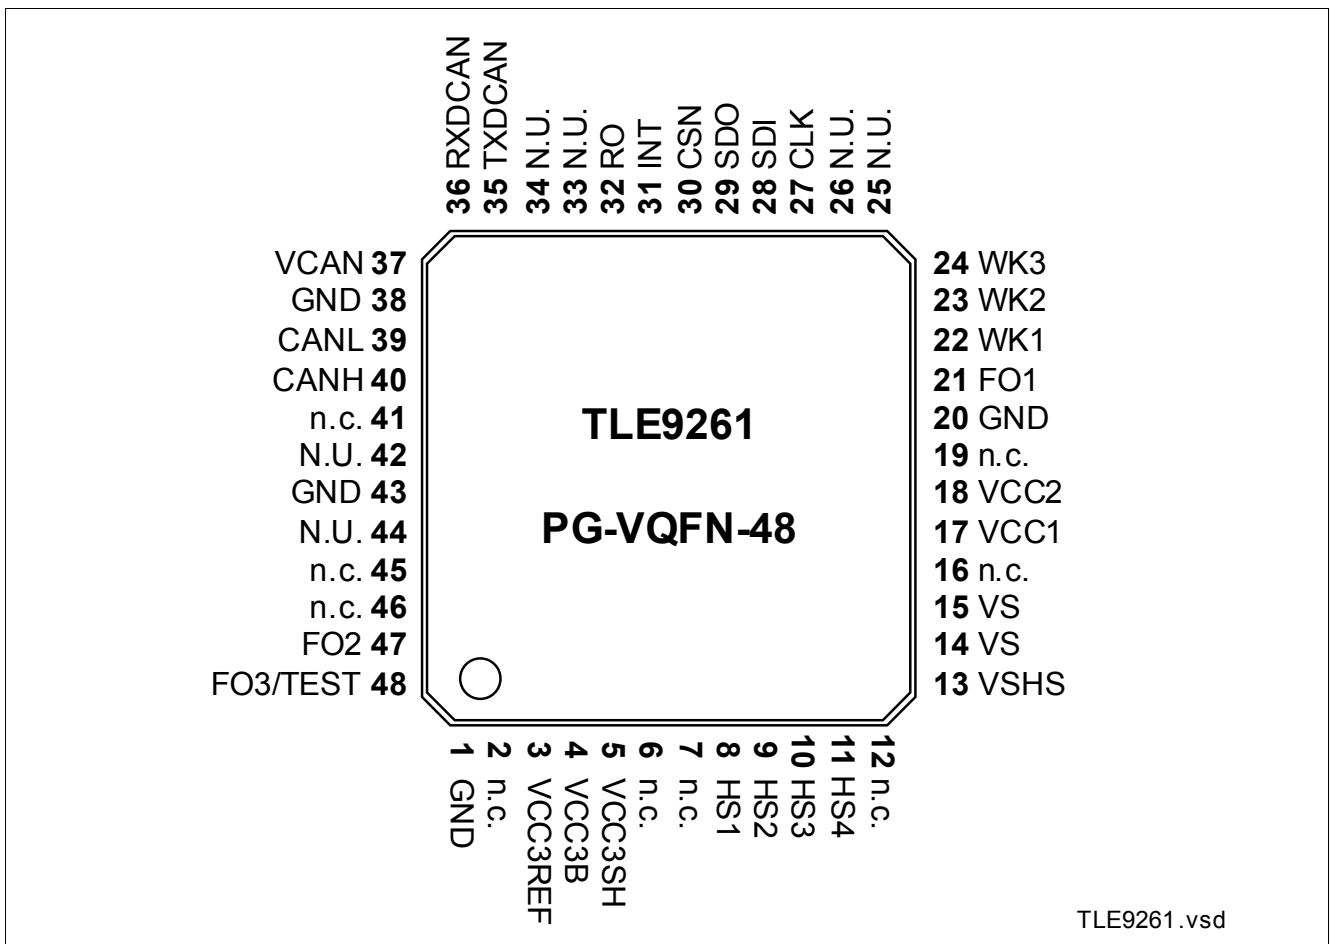 36 RXDCAN
35 TXDCAN
34 N.U.
33 N.U.
32 RO
31 INT
30 CSN
29 SDO
28 SDI
27 CLK
26 N.U.
25 N.U.
VCAN 37
GND 38
CANL 39
CANH 40
n.c. 41
N.U. 42
GND 43
N.U. 44
n.c. 45
n.c. 46
FO2 47
FO3/TEST 48
TLE9261
PG-VQFN-48
24 WK3
23 WK2
22 WK1
21 FO1
20 GND
19 n.c.
18 VCC2
17 VCC1
16 n.c.
15 VS
14 VS
13 VSHS
1 GND
2 n.c.
3 VCC3REF
4 VCC3B
5 VCC3SH
6 n.c.
7 n.c.
8 HS1
9 HS2
10 HS3
11 HS4
12 n.c.
TLE9261.vsd